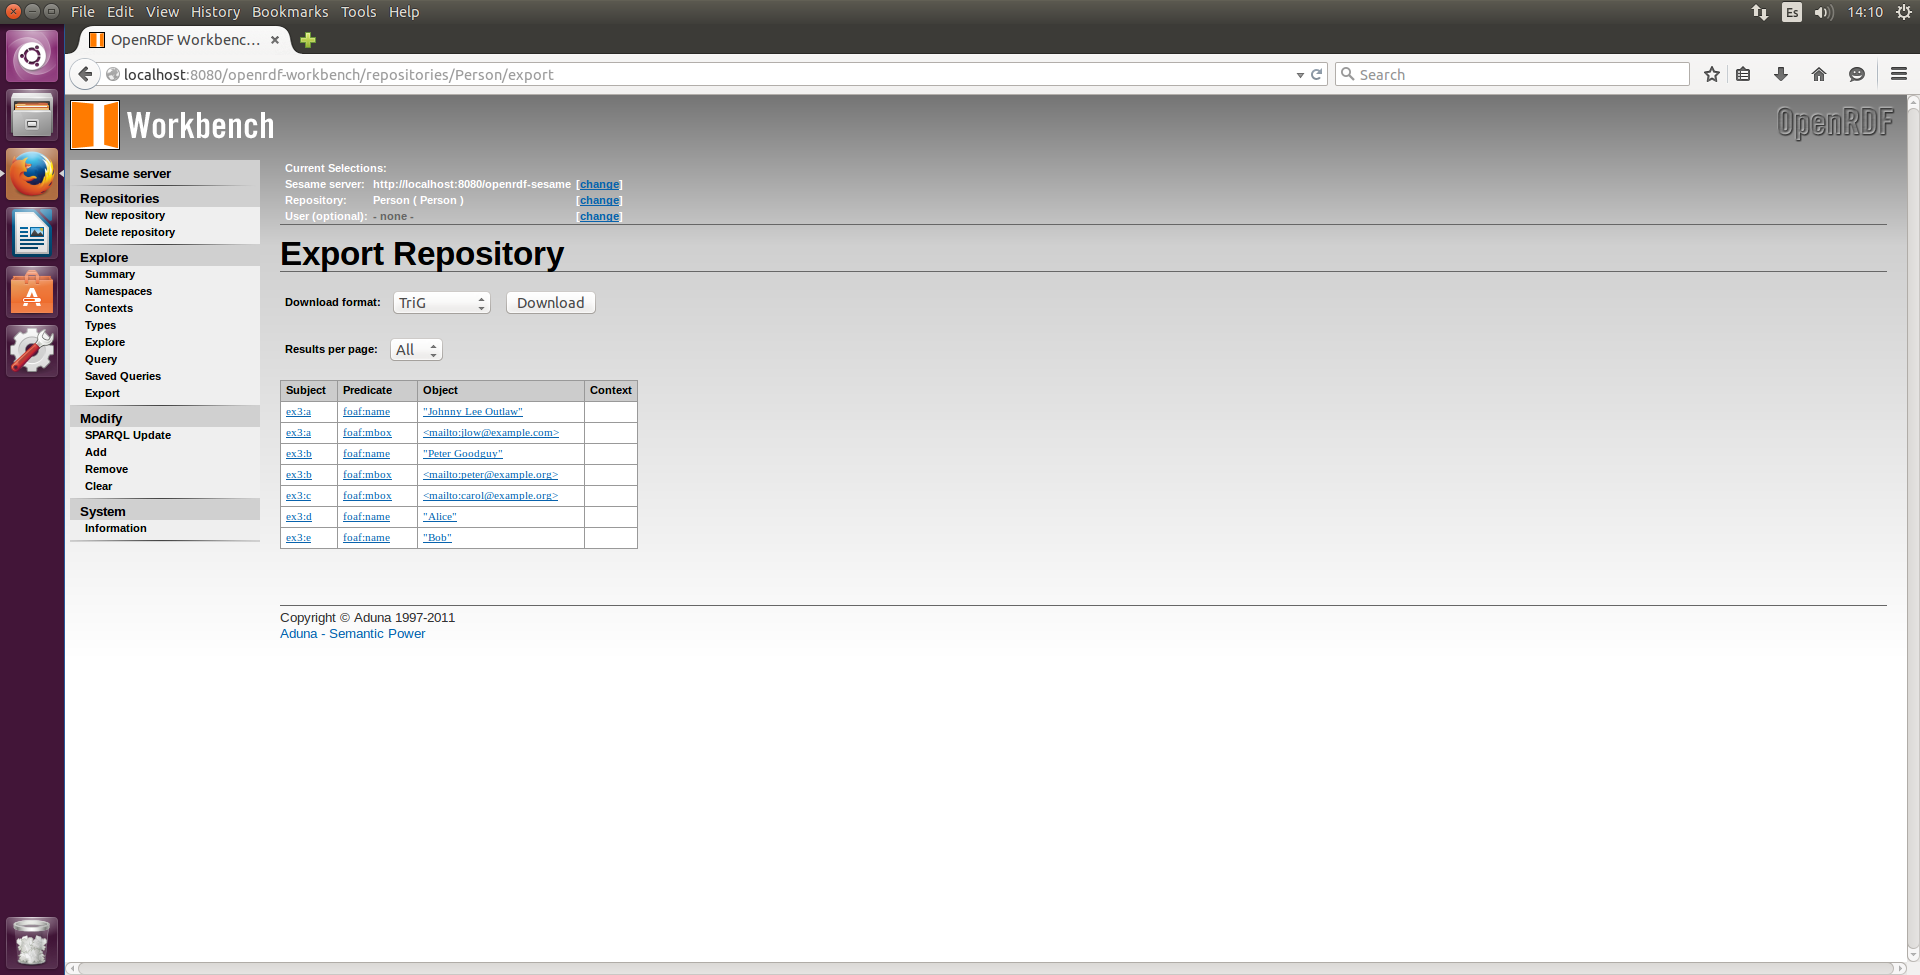 File Edit View History Bookmarks Tools Help
Es 14:10
OpenRDF Workbenc...
localhost:8080/openrdf-workbench/repositories/Person/export
Search
Workbench
OpenRDF
Sesame server
Repositories
New repository
Delete repository
Explore
Summary
Namespaces
Contexts
Types
Explore
Query
Saved Queries
Export
Modify
SPARQL Update
Add
Remove
Clear
System
Information
Current Selections:
Sesame server: http://localhost:8080/openrdf-sesame [change]
Repository: Person ( Person ) [change]
User (optional): - none - [change]
Export Repository
Download format: TriG Download
Results per page: All
Subject Predicate Object Context
ex3:a foaf:name "Johnny Lee Outlaw"
ex3:a foaf:mbox <mailto:jlow@example.com>
ex3:b foaf:name "Peter Goodguy"
ex3:b foaf:mbox <mailto:peter@example.org>
ex3:c foaf:mbox <mailto:carol@example.org>
ex3:d foaf:name "Alice"
ex3:e foaf:name "Bob"
Copyright © Aduna 1997-2011
Aduna - Semantic Power